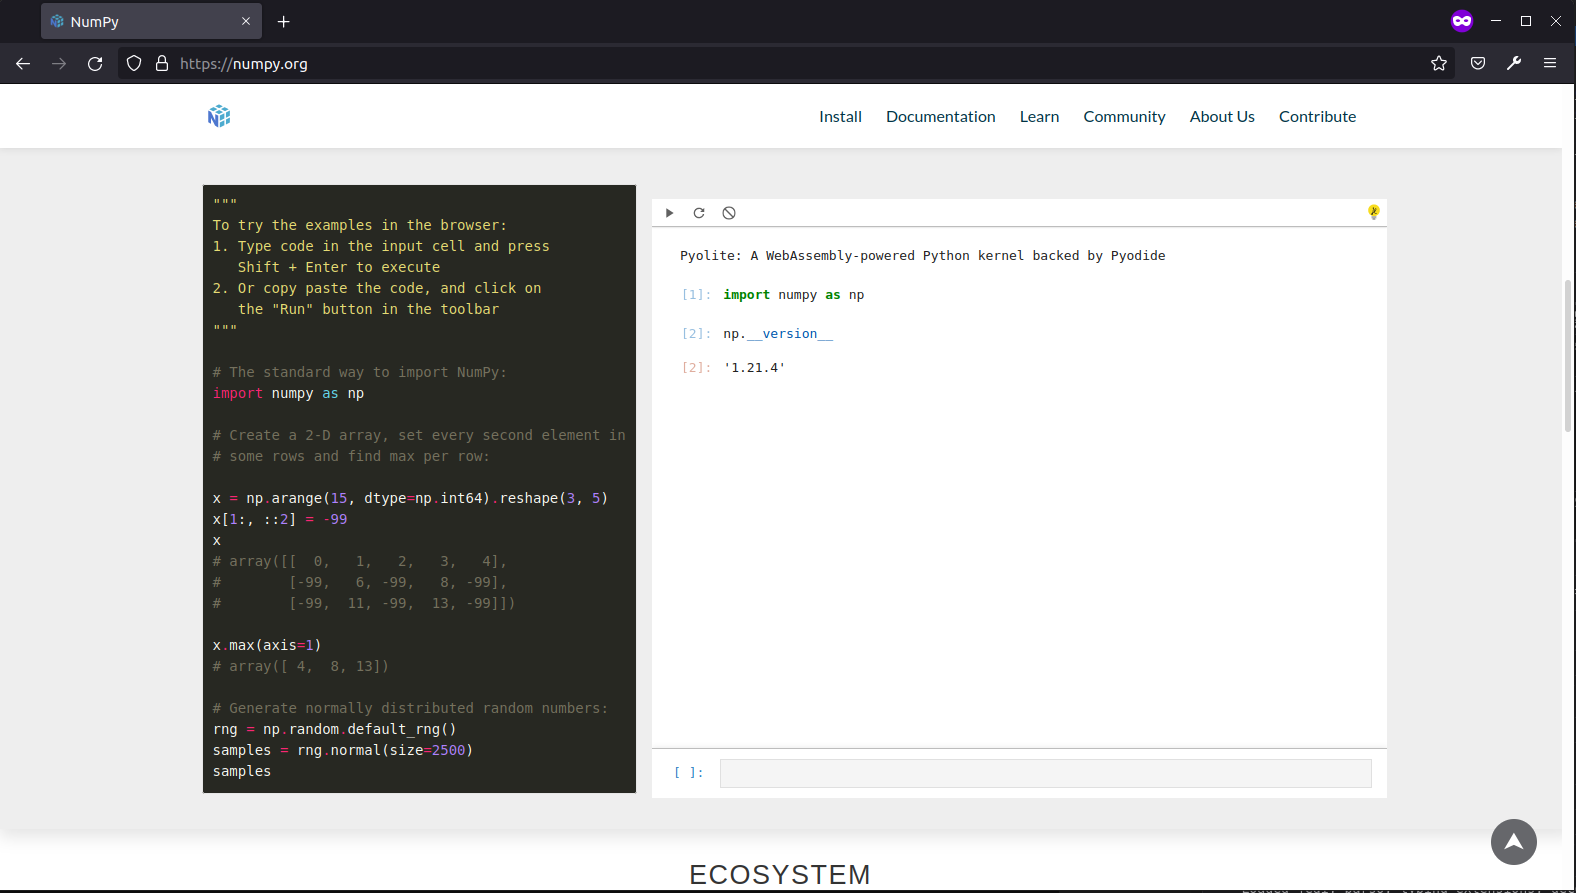 NumPy
https://numpy.org
Install Documentation Learn Community About Us Contribute
"""
To try the examples in the browser:
1. Type code in the input cell and press
   Shift + Enter to execute
2. Or copy paste the code, and click on
   the "Run" button in the toolbar
"""
# The standard way to import NumPy:
import numpy as np
# Create a 2-D array, set every second element in
# some rows and find max per row:
x = np.arange(15, dtype=np.int64).reshape(3, 5)
x[1:, ::2] = -99
x
# array([[  0,   1,   2,   3,   4],
#        [-99,   6, -99,   8, -99],
#        [-99,  11, -99,  13, -99]])
x.max(axis=1)
# array([ 4,  8, 13])
# Generate normally distributed random numbers:
rng = np.random.default_rng()
samples = rng.normal(size=2500)
samples
Pyolite: A WebAssembly-powered Python kernel backed by Pyodide
[1]: import numpy as np
[2]: np.__version__
[2]: '1.21.4'
[ ]:
ECOSYSTEM